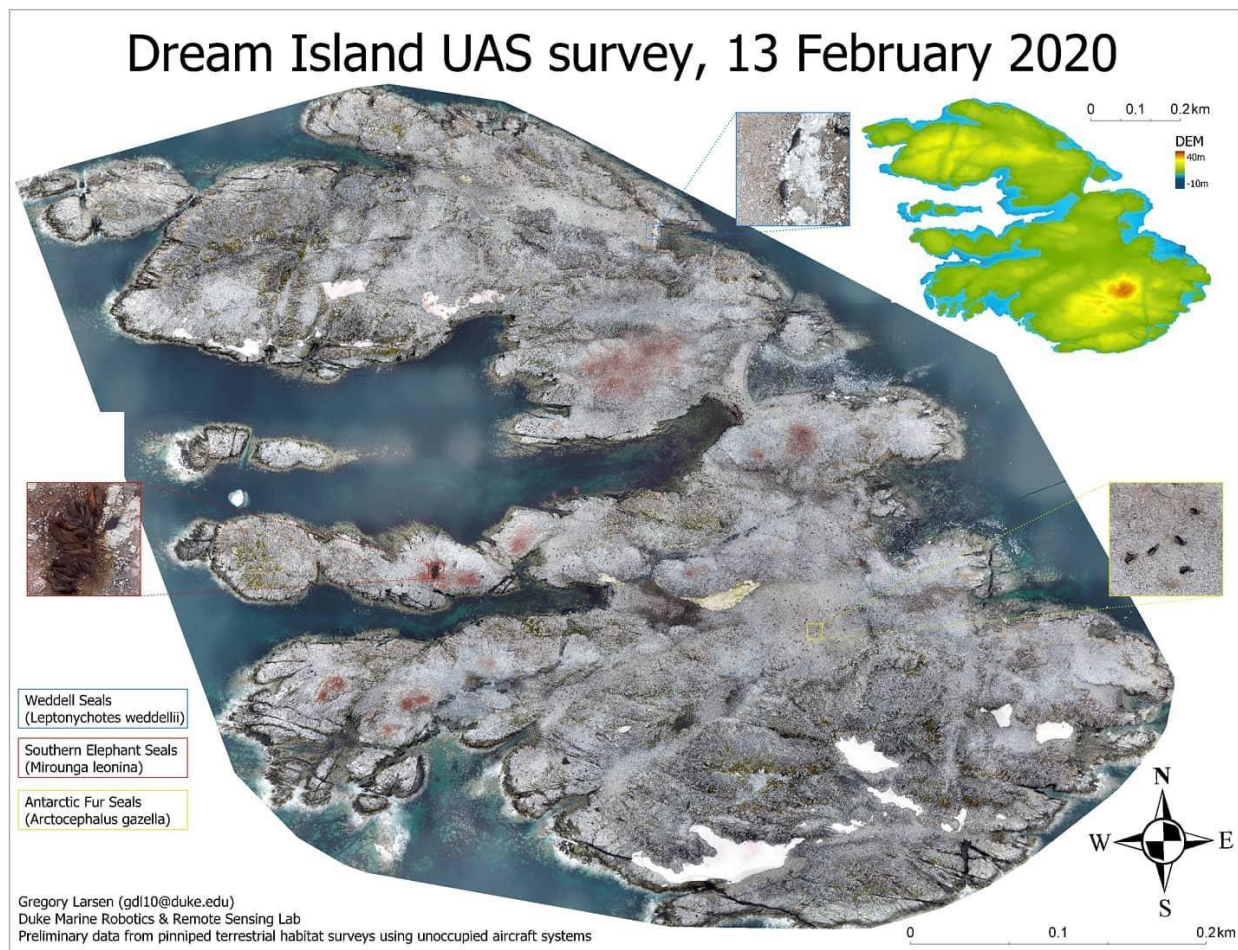 Dream Island UAS survey, 13 February 2020
0 0.1 0.2km
DEM
40m
-10m
Weddell Seals
(Leptonychotes weddellii)
Southern Elephant Seals
(Mirounga leonina)
Antarctic Fur Seals
(Arctocephalus gazella)
N
W E
S
Gregory Larsen (gdl10@duke.edu)
Duke Marine Robotics & Remote Sensing Lab
Preliminary data from pinniped terrestrial habitat surveys using unoccupied aircraft systems
0 0.1 0.2km